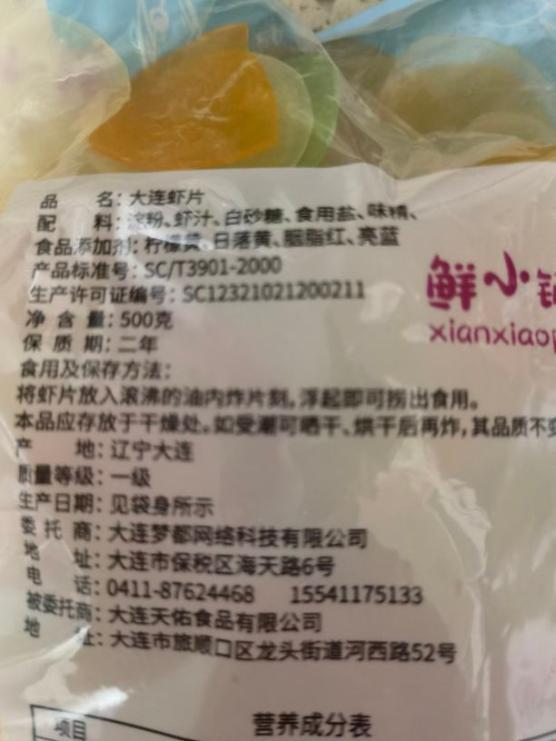 品 名：大连虾片
配 料：淀粉、虾汁、白砂糖、食用盐、味精、
食品添加剂：柠檬黄、日落黄、胭脂红、亮蓝
产品标准号：SC/T3901-2000
生产许可证编号：SC12321021200211
净 含 量：500克
保 质 期：二年
食用及保存方法：
将虾片放入滚沸的油内炸片刻，浮起即可捞出食用。
本品应存放于干燥处。如受潮可晒干、烘干后再炸，其品质不
产 地：辽宁大连
质量等级：一级
生产日期：见袋身所示
委 托 商：大连梦都网络科技有限公司
地 址：大连市保税区海天路6号
电 话：0411-87624468 15541175133
被委托商：大连天佑食品有限公司
地 址：大连市旅顺口区龙头街道河西路52号
鲜小
xianxiaop
营养成分表
项目